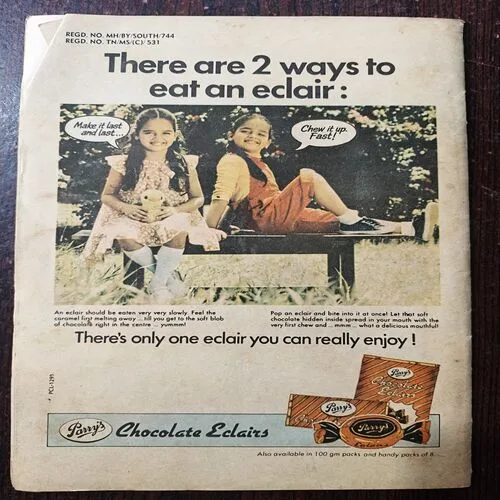 REGD. NO. MH/BY/SOUTH/744
REGD. NO. TN/MS/(C)/531
There are 2 ways to
eat an eclair :
Make it last
and last...
Chew it up.
Fast!
An eclair should be eaten very very slowly. Feel the
caramel first melting away ... till you get to the soft blob
of chocolate right in the centre ... yummm!
Pop an eclair and bite into it at once! Let that soft
chocolate hidden inside spread in your mouth with the
very first chew and ... mmm ... what a delicious mouthful!
There's only one eclair you can really enjoy !
PCL-1295
Parry's
Chocolate
Eclairs
Parry's
Parry's
Eclairs
Parry's Chocolate Eclairs
Also available in 100 gm packs and handy packs of 8.